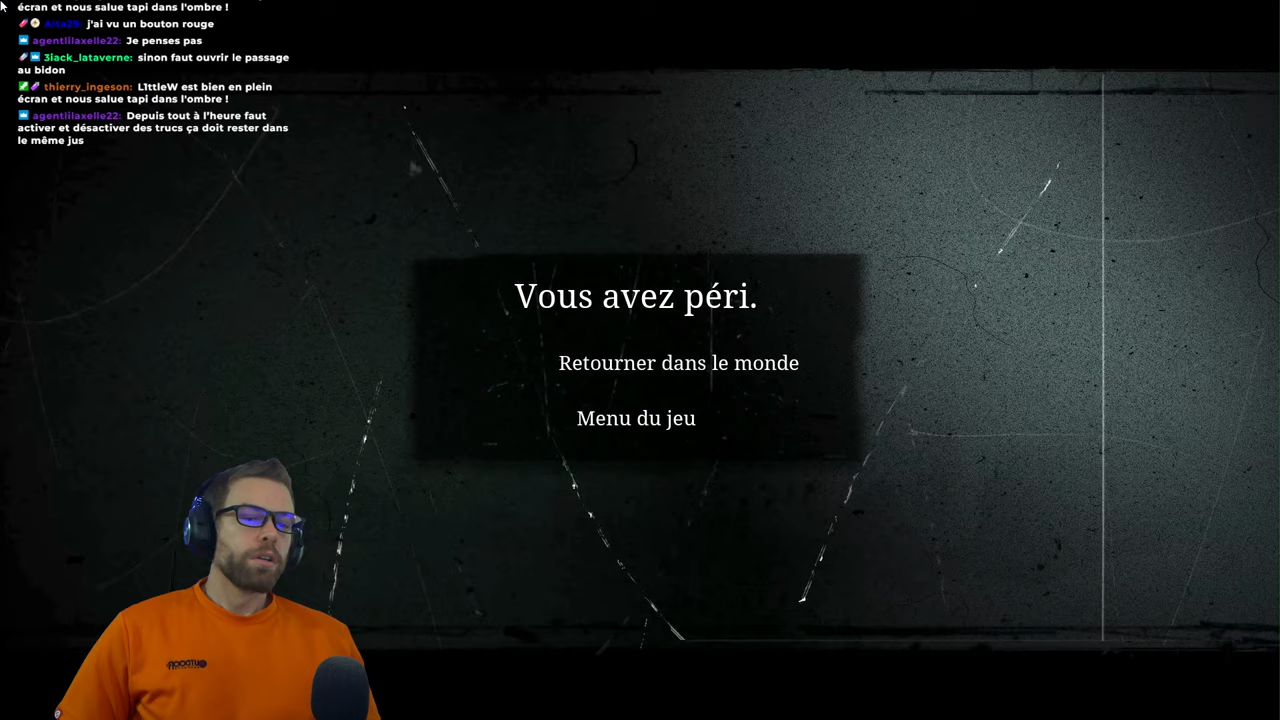 écran et nous salue tapi dans l'ombre !
Aita29: j'ai vu un bouton rouge
agentlilaxelle22: Je penses pas
3iack_lataverne: sinon faut ouvrir le passage
au bidon
thierry_ingeson: L1ttleW est bien en plein
écran et nous salue tapi dans l'ombre !
agentlilaxelle22: Depuis tout à l'heure faut
activer et désactiver des trucs ça doit rester dans
le même jus
Vous avez péri.
Retourner dans le monde
Menu du jeu
OUTDOOR